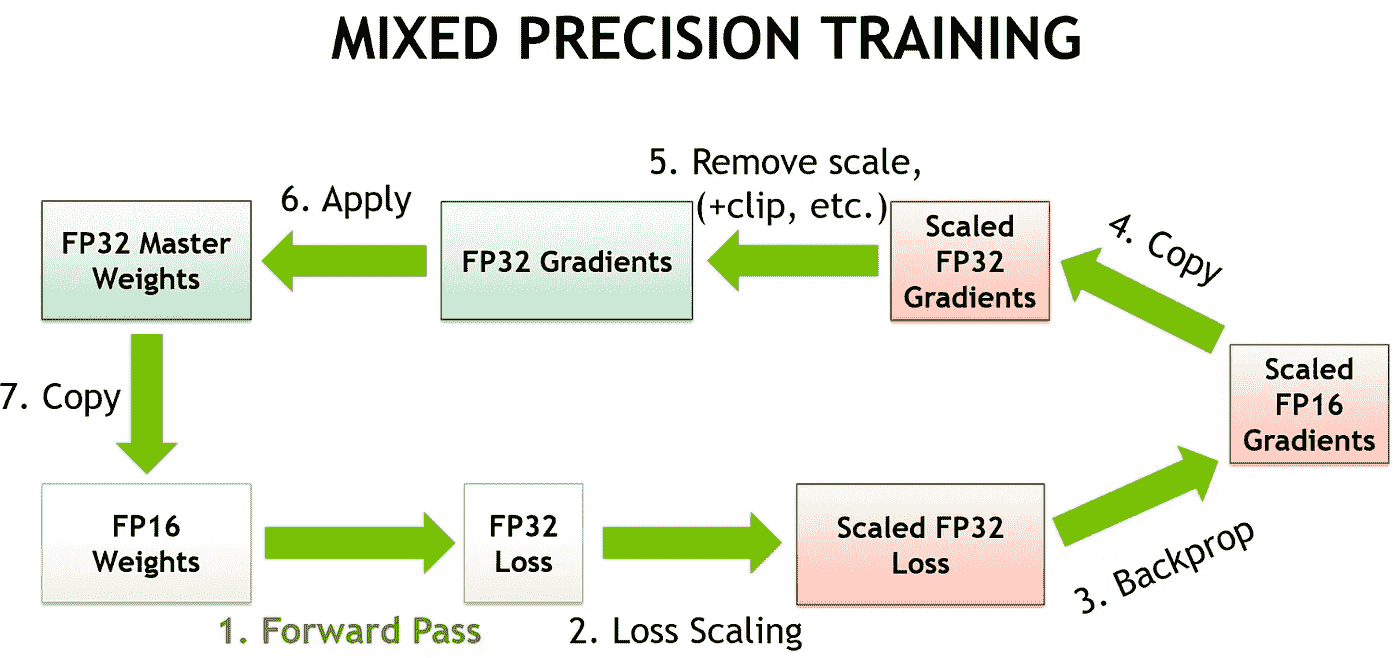 MIXED PRECISION TRAINING
5. Remove scale,
(+clip, etc.)
6. Apply
4. Copy
FP32 Master
Weights
FP32 Gradients
Scaled
FP32
Gradients
Scaled
FP16
Gradients
7. Copy
FP16
Weights
FP32
Loss
Scaled FP32
Loss
3. Backprop
1. Forward Pass
2. Loss Scaling